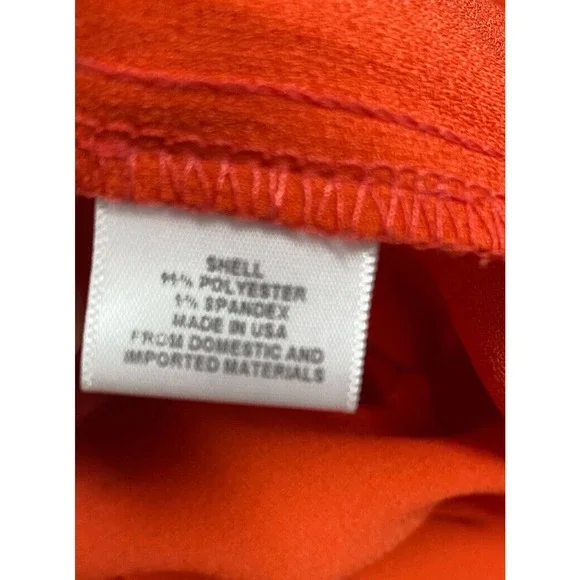 SHELL
POLYESTER
SPANDEX
MADE IN USA
FROM DOMESTIC AND
IMPORTED MATERIALS